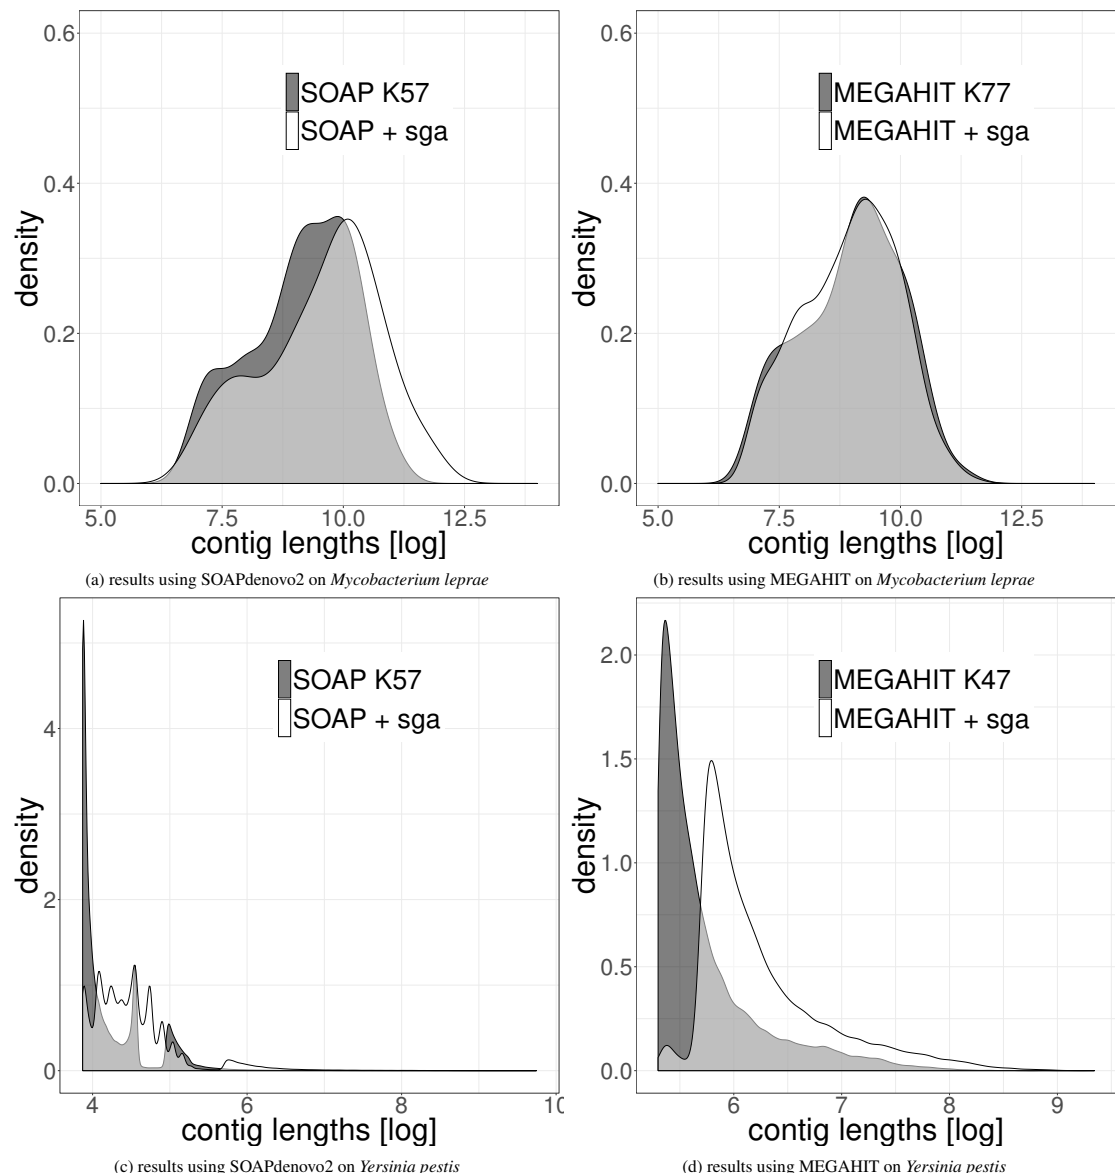 0.6
0.4
0.2
0.0
density
SOAP K57
SOAP + sga
5.0 7.5 10.0 12.5
contig lengths [log]
(a) results using SOAPdenovo2 on Mycobacterium leprae
0.6
0.4
0.2
0.0
density
MEGAHIT K77
MEGAHIT + sga
5.0 7.5 10.0 12.5
contig lengths [log]
(b) results using MEGAHIT on Mycobacterium leprae
4
2
0
density
SOAP K57
SOAP + sga
4 6 8 10
contig lengths [log]
(c) results using SOAPdenovo2 on Yersinia pestis
2.0
1.5
1.0
0.5
0.0
density
MEGAHIT K47
MEGAHIT + sga
6 7 8 9
contig lengths [log]
(d) results using MEGAHIT on Yersinia pestis